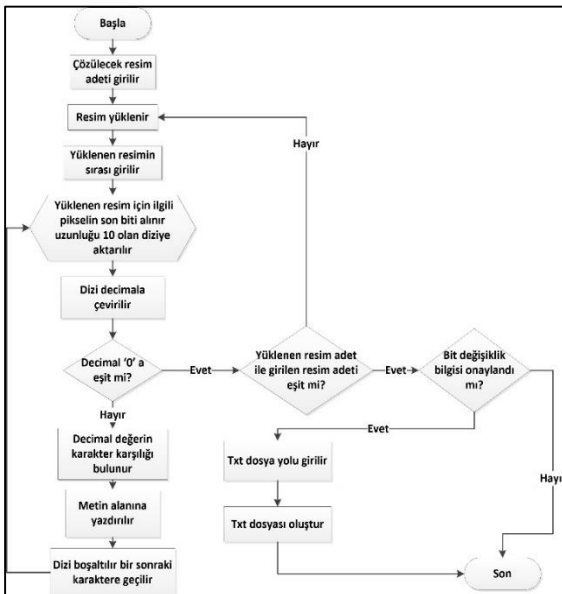 Başla
Çözülecek resim
adeti girilir
Resim yüklenir
Hayır
Yüklenen resimin
sırası girilir
Yüklenen resim için ilgili
pikselin son biti alınır
uzunluğu 10 olan diziye
aktarılır
Dizi decimala
çevirilir
Decimal '0' a
eşit mi?
Evet
Yüklenen resim adet
ile girilen resim adeti
eşit mi?
Evet
Bit değişiklik
bilgisi onaylandı
mı?
Hayır
Evet
Decimal değerin
karakter karşılığı
bulunur
Txt dosya yolu girilir
Hayır
Metin alanına
yazdırılır
Txt dosyası oluştur
Dizi boşaltılır bir sonraki
karaktere geçilir
Son